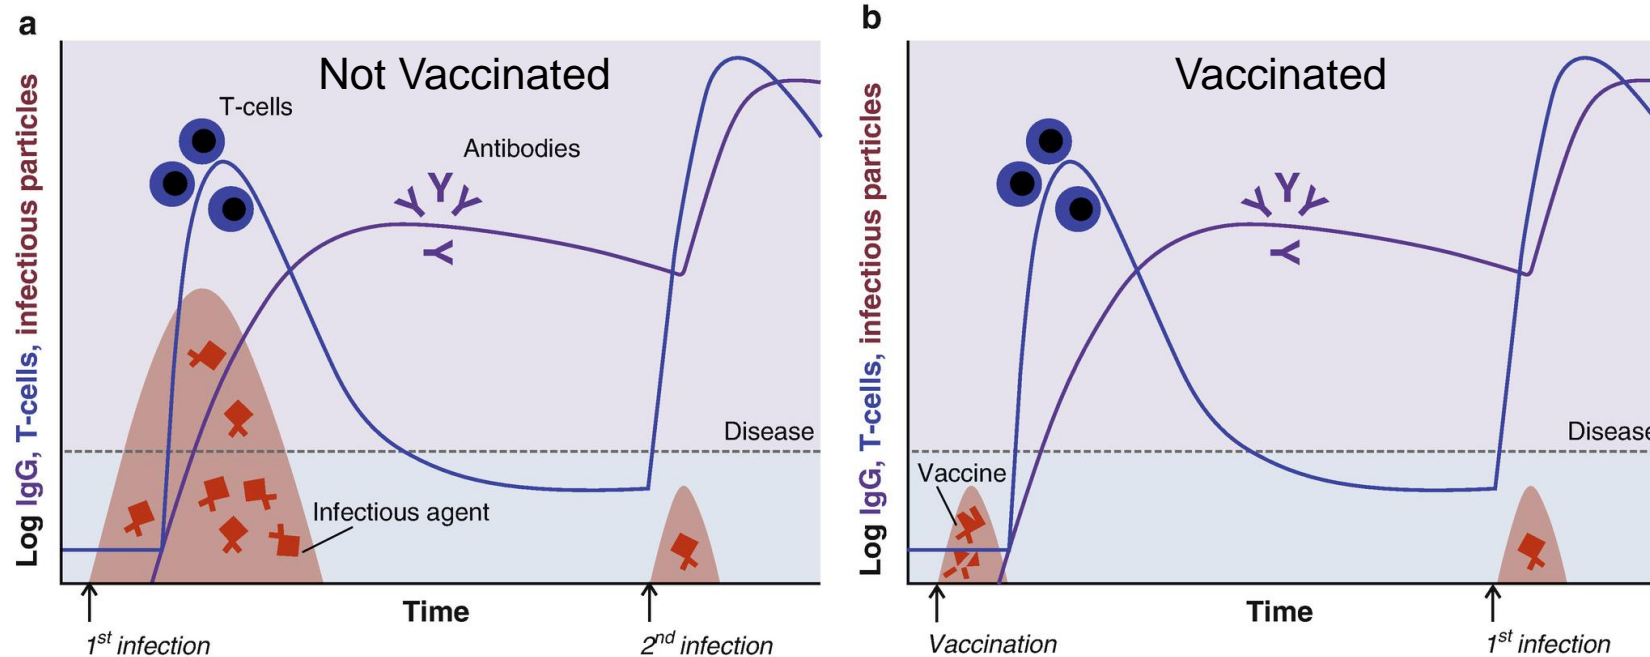 a
Not Vaccinated
T-cells
Antibodies
Log IgG, T-cells, infectious particles
Disease
Infectious agent
Time
1st infection
2nd infection
b
Vaccinated
Log IgG, T-cells, infectious particles
Disease
Vaccine
Time
Vaccination
1st infection